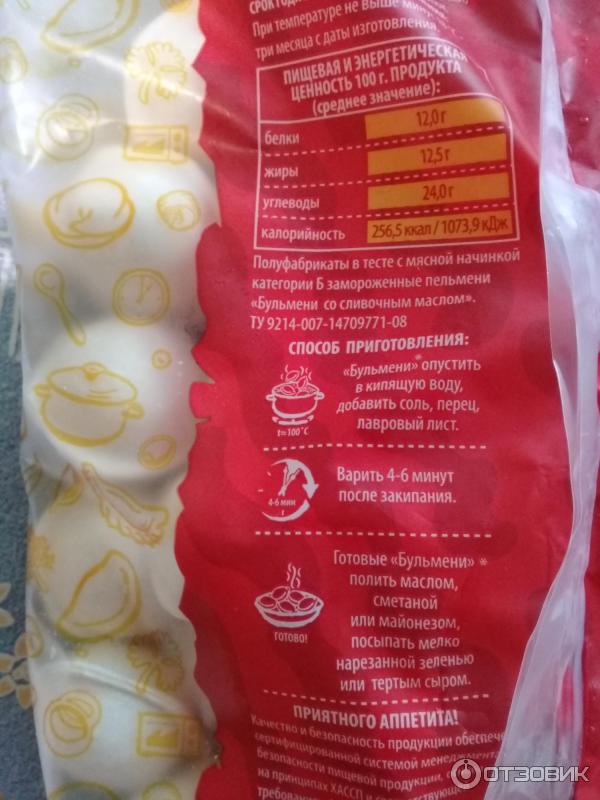 При температуре не выше минус
три месяца с даты изготовления.
ПИЩЕВАЯ И ЭНЕРГЕТИЧЕСКАЯ
ЦЕННОСТЬ 100 г. ПРОДУКТА
(среднее значение):
белки 12,0 г
жиры 12,5 г
углеводы 24,0 г
калорийность 256,5 ккал / 1073,9 кДж
Полуфабрикаты в тесте с мясной начинкой
категории Б замороженные пельмени
«Бульмени со сливочным маслом».
ТУ 9214-007-14709771-08
СПОСОБ ПРИГОТОВЛЕНИЯ:
«Бульмени*» опустить
в кипящую воду,
добавить соль, перец,
лавровый лист.
t=100°C
Варить 4-6 минут
после закипания.
4-6 мин
t
Готовые «Бульмени» *
полить маслом,
сметаной
или майонезом,
посыпать мелко
нарезанной зеленью
или тертым сыром.
ГОТОВО!
ПРИЯТНОГО АППЕТИТА!
Качество и безопасность продукции
сертифицированной системой
безопасности пищевой продукции,
на принципах ХАССП и
ОТЗОВИК